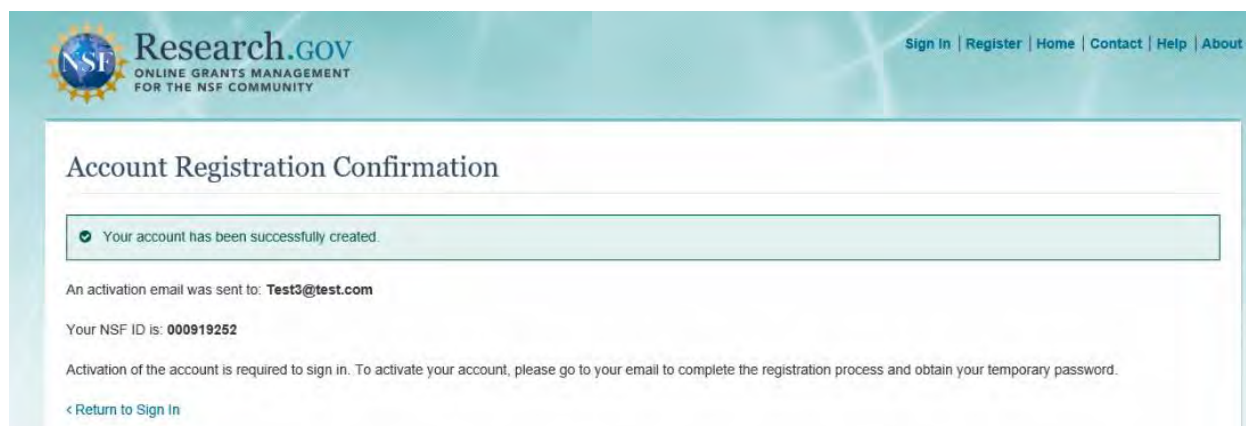 NSF
Research.GOV
ONLINE GRANTS MANAGEMENT
FOR THE NSF COMMUNITY
Sign In | Register | Home | Contact | Help | About
Account Registration Confirmation
Your account has been successfully created.
An activation email was sent to: Test3@test.com
Your NSF ID is: 000919252
Activation of the account is required to sign in. To activate your account, please go to your email to complete the registration process and obtain your temporary password.
< Return to Sign In